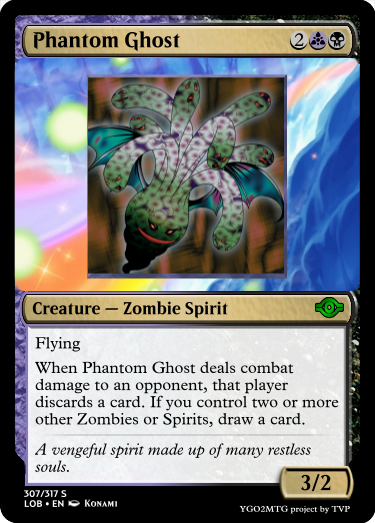 Phantom Ghost 2
Creature — Zombie Spirit
Flying
When Phantom Ghost deals combat
damage to an opponent, that player
discards a card. If you control two or more
other Zombies or Spirits, draw a card.
A vengeful spirit made up of many restless
souls.
3/2
307/317 S
LOB • EN Konami
YGO2MTG project by TVP